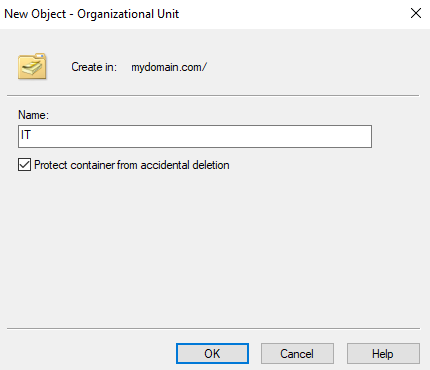 New Object - Organizational Unit
Create in: mydomain.com/
Name:
IT
Protect container from accidental deletion
OK Cancel Help